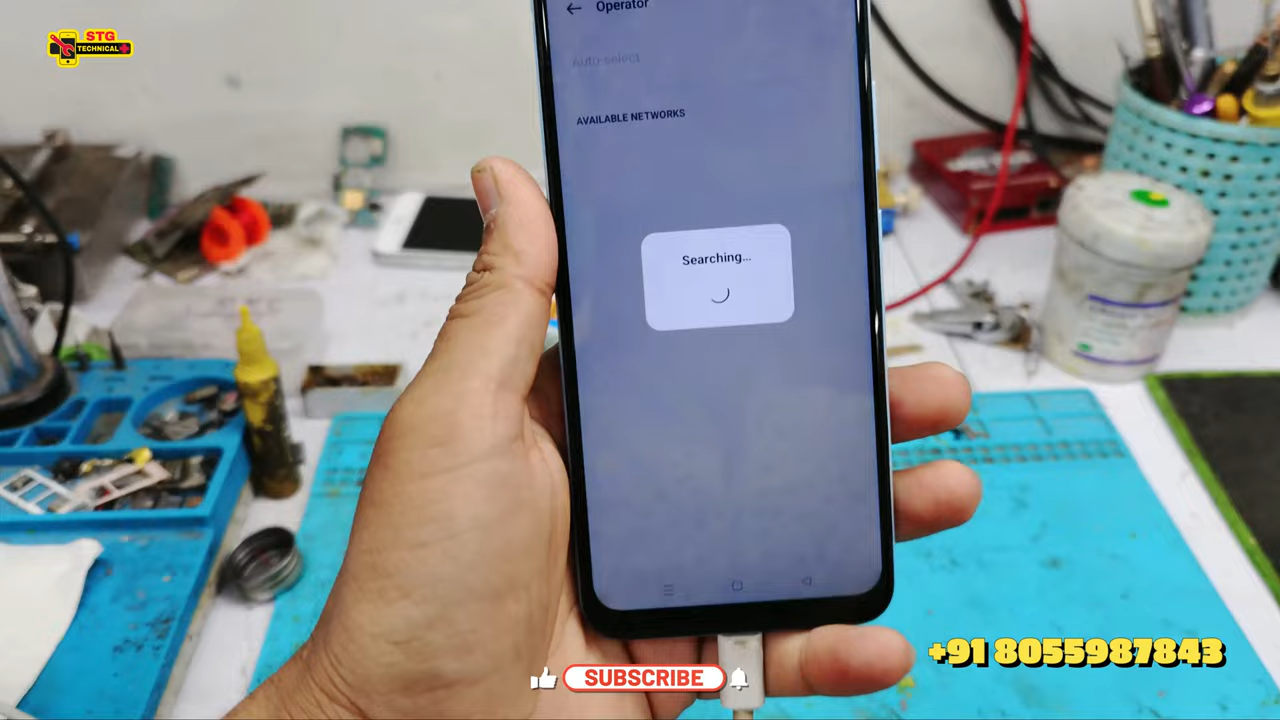 STG
TECHNICAL
Operator
Auto-select
AVAILABLE NETWORKS
Searching...
+91 8055987843
SUBSCRIBE